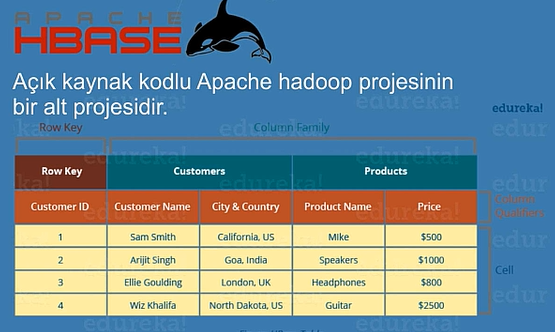 APACHE
HBASE
Açık kaynak kodlu Apache hadoop projesinin
bir alt projesidir.
edureka!
Row Key Column Family
Row Key Customers Products
Customer ID Customer Name City & Country Product Name Price
Column
Qualifiers
1 Sam Smith California, US MIke $500
2 Arijit Singh Goa, India Speakers $1000
Cell
3 Ellie Goulding London, UK Headphones $800
4 Wiz Khalifa North Dakota, US Guitar $2500